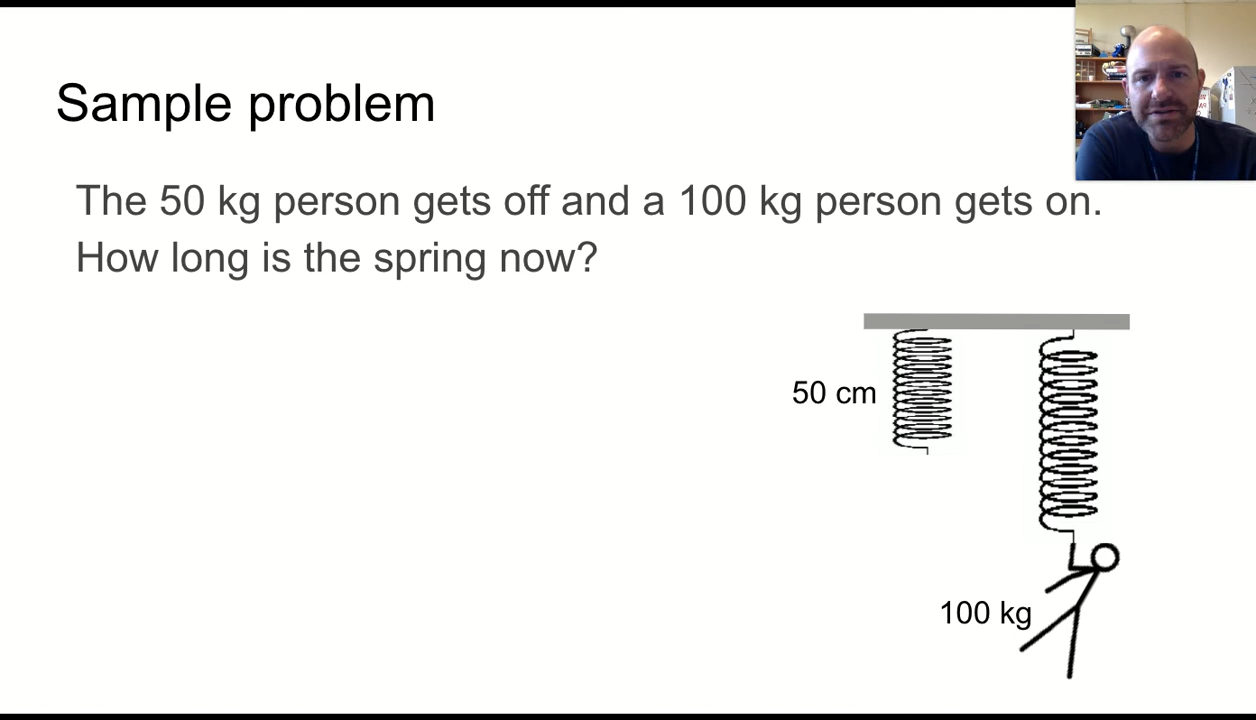 Sample problem
The 50 kg person gets off and a 100 kg person gets on.
How long is the spring now?
50 cm
100 kg